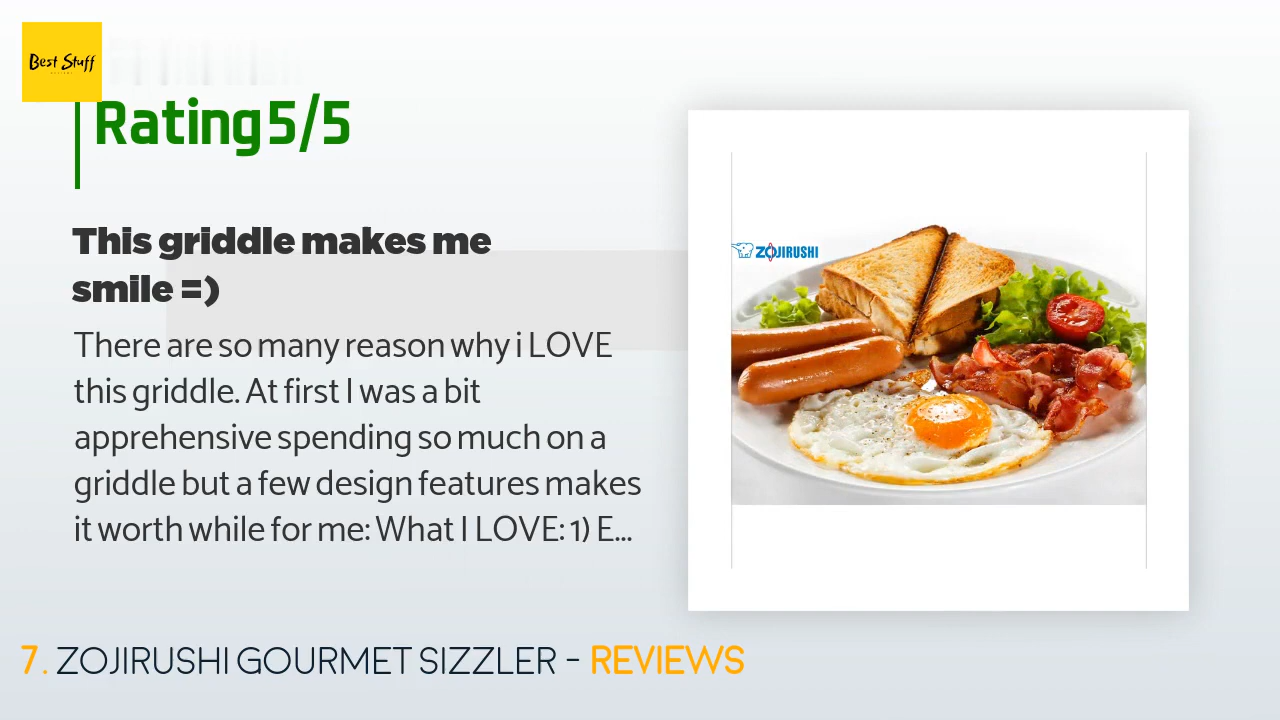 Best Stuff
Rating 5/5
This griddle makes me
smile =)
There are so many reason why i LOVE
this griddle. At first I was a bit
apprehensive spending so much on a
griddle but a few design features makes
it worth while for me: What I LOVE: 1) E...
ZOJIRUSHI
7. ZOJIRUSHI GOURMET SIZZLER - REVIEWS